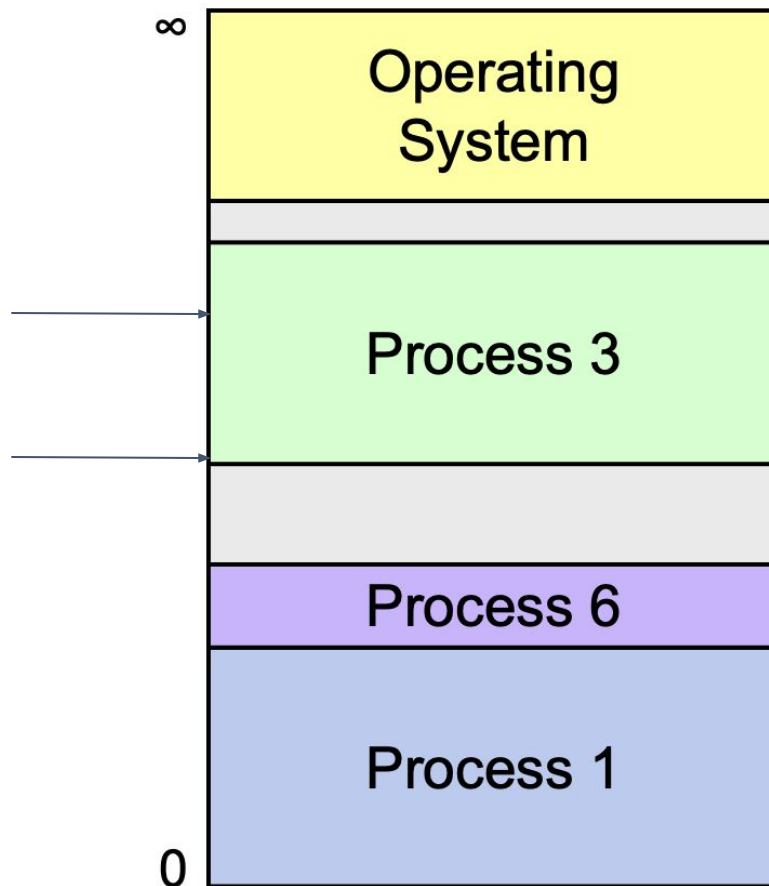 ∞
Operating
System
Process 3
Process 6
Process 1
0